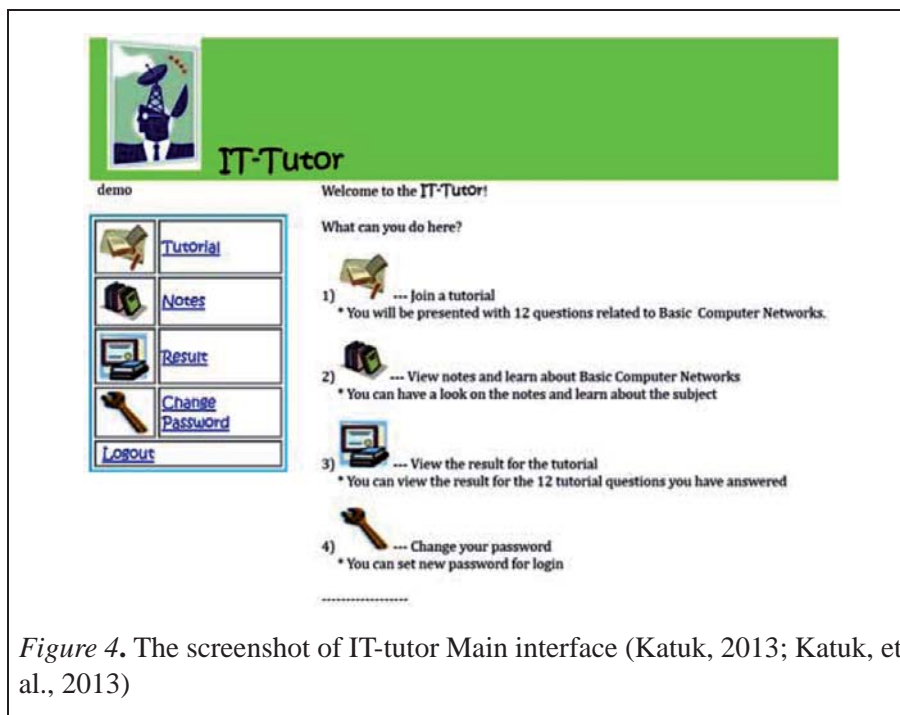 IT-Tutor
demo
Tutorial
Notes
Result
Change
Password
Logout
Welcome to the IT-Tutor!
What can you do here?
1) --- Join a tutorial
* You will be presented with 12 questions related to Basic Computer Networks.
2) --- View notes and learn about Basic Computer Networks
* You can have a look on the notes and learn about the subject
3) --- View the result for the tutorial
* You can view the result for the 12 tutorial questions you have answered
4) --- Change your password
* You can set new password for login
------------------
Figure 4. The screenshot of IT-tutor Main interface (Katuk, 2013; Katuk, et
al., 2013)